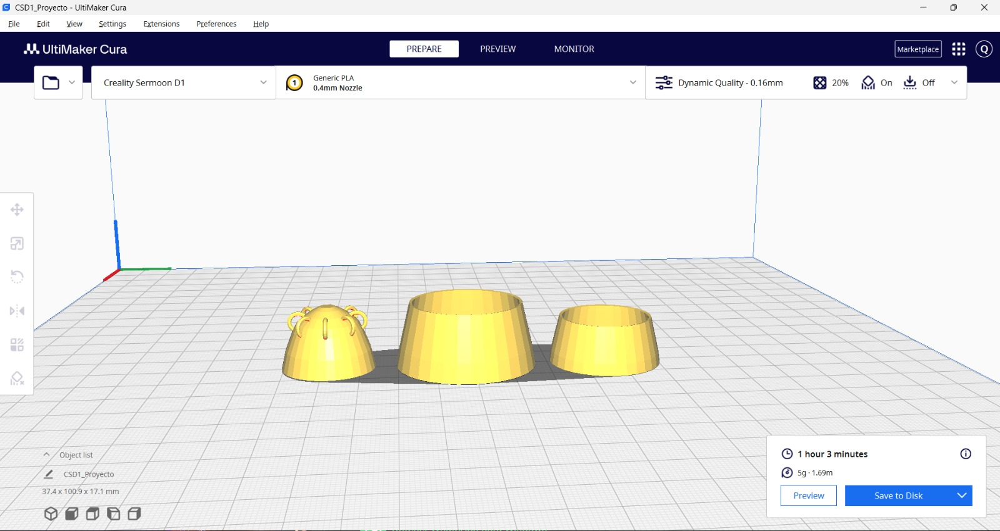 CSD1_Proyecto - UltiMaker Cura
File Edit View Settings Extensions Preferences Help
UltiMaker Cura PREPARE PREVIEW MONITOR Marketplace Q
Creality Sermoon D1
1
Generic PLA
0.4mm Nozzle
Dynamic Quality - 0.16mm 20% On Off
Object list
CSD1_Proyecto
37.4 x 100.9 x 17.1 mm
1 hour 3 minutes
5g · 1.69m
Preview Save to Disk